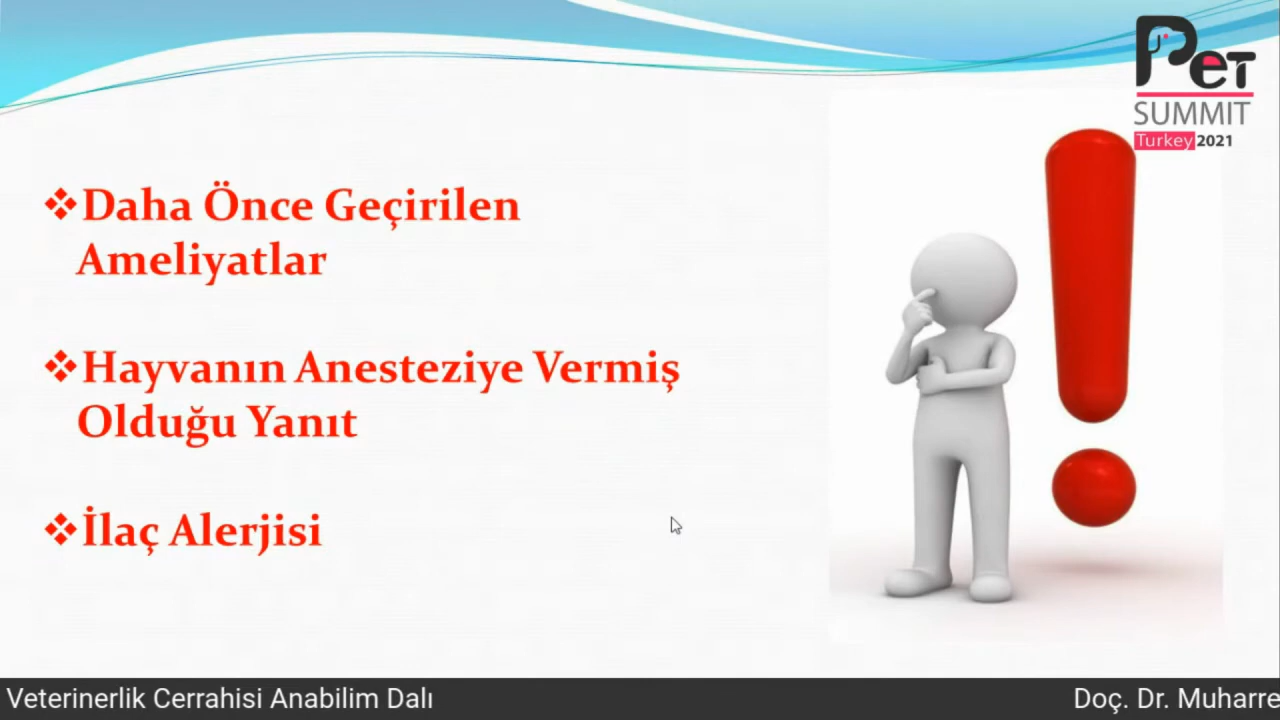 PET
SUMMIT
Turkey 2021
❖Daha Önce Geçirilen
Ameliyatlar
❖Hayvanın Anesteziye Vermiş
Olduğu Yanıt
❖İlaç Alerjisi
Veterinerlik Cerrahisi Anabilim Dalı
Doç. Dr. Muharre